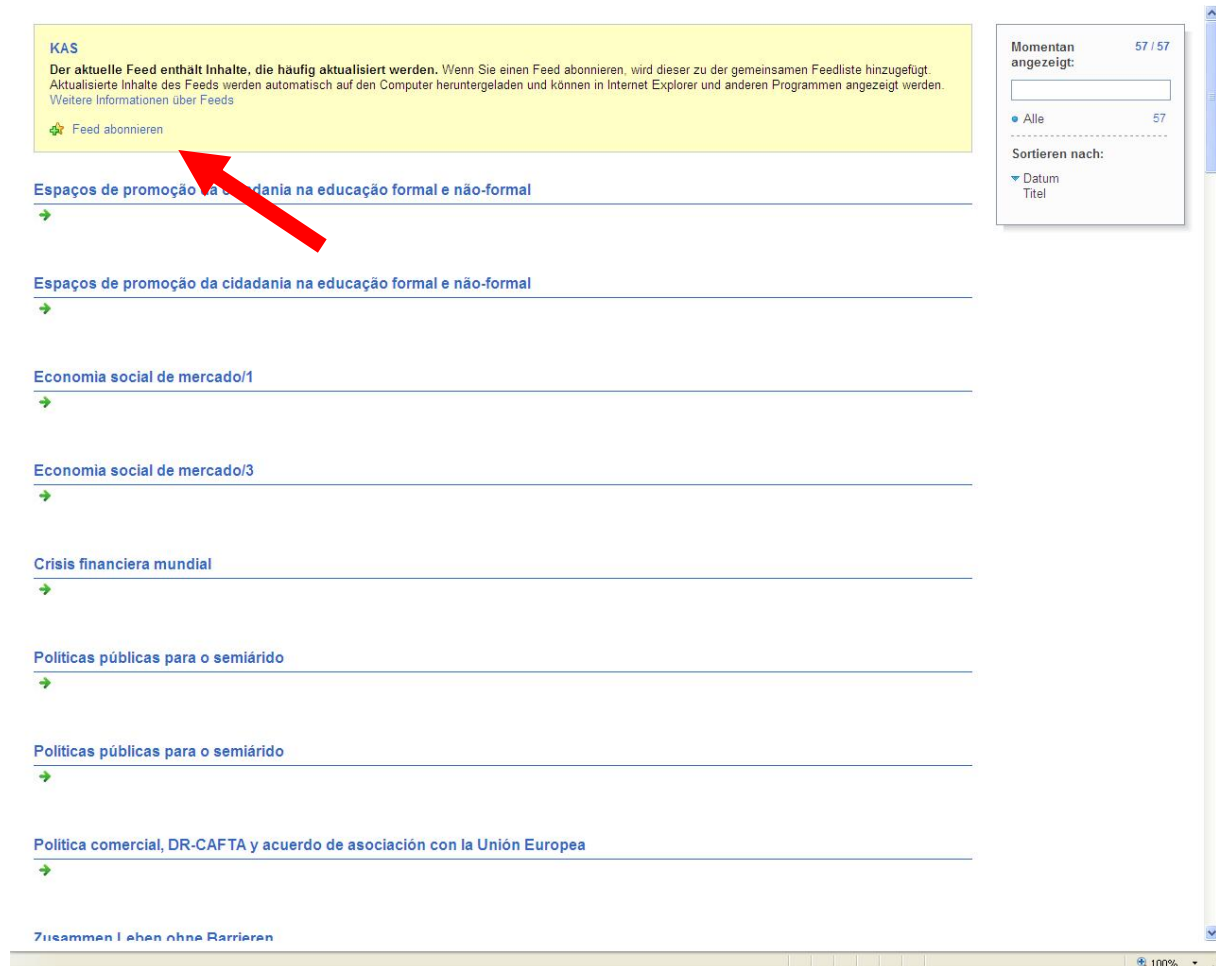 KAS
Der aktuelle Feed enthält Inhalte, die häufig aktualisiert werden. Wenn Sie einen Feed abonnieren, wird dieser zu der gemeinsamen Feedliste hinzugefügt.
Aktualisierte Inhalte des Feeds werden automatisch auf den Computer heruntergeladen und können in Internet Explorer und anderen Programmen angezeigt werden.
Weitere Informationen über Feeds
Feed abonnieren
Momentan angezeigt: 57 / 57
Alle 57
Sortieren nach:
Datum
Titel
Espaços de promoção da cidadania na educação formal e não-formal
Espaços de promoção da cidadania na educação formal e não-formal
Economia social de mercado/1
Economia social de mercado/3
Crisis financiera mundial
Políticas públicas para o semiárido
Políticas públicas para o semiárido
Política comercial, DR-CAFTA y acuerdo de asociación con la Unión Europea
Zusammen Leben ohne Barrieren
100%